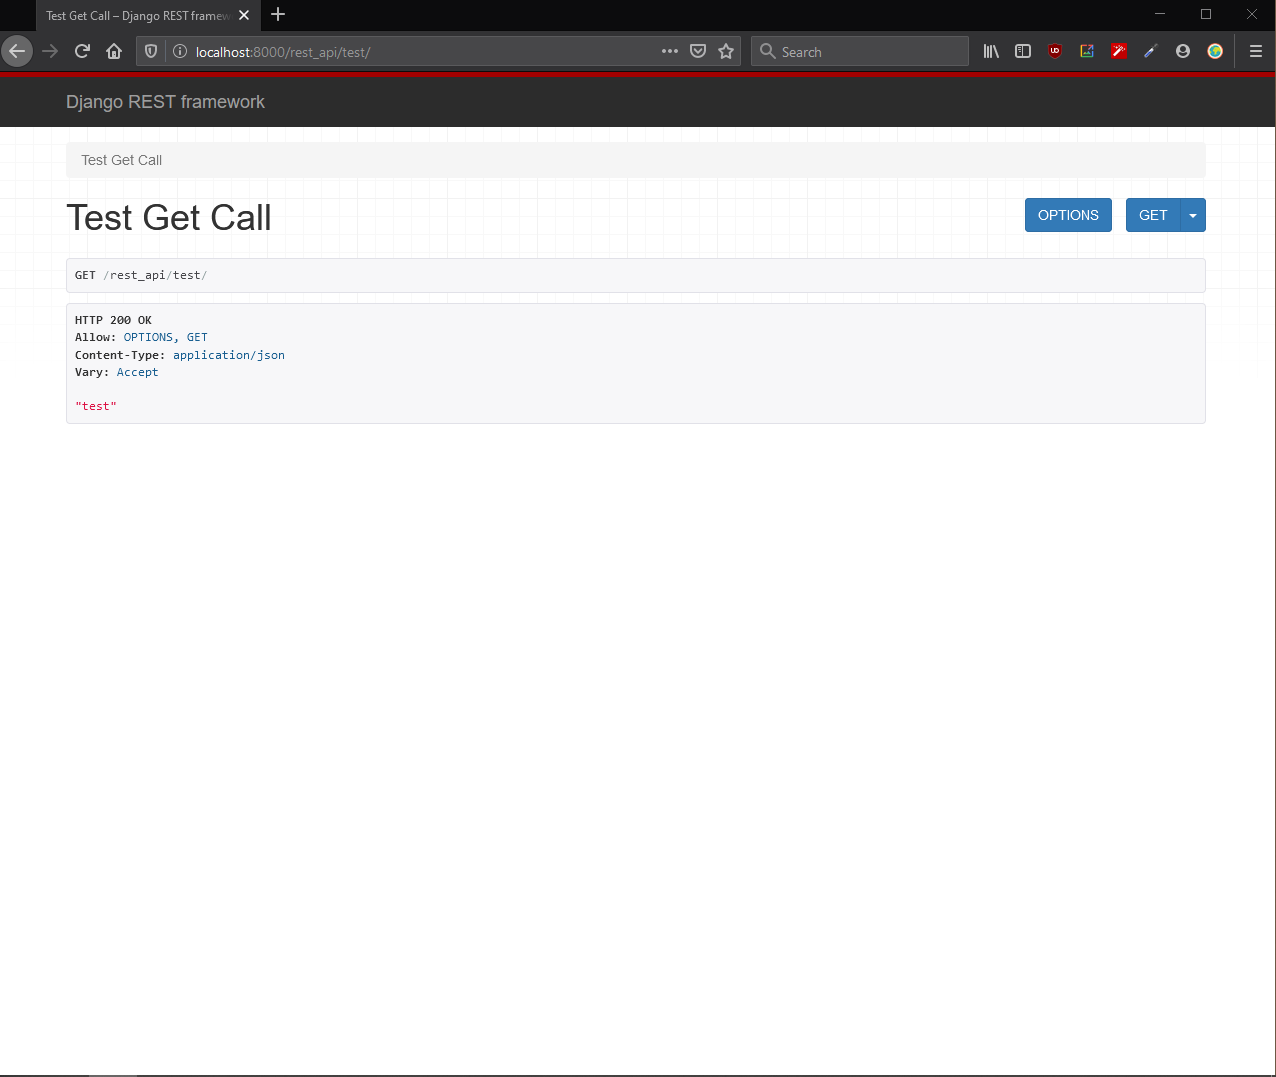 Test Get Call – Django REST framew
localhost:8000/rest_api/test/
Search
Django REST framework
Test Get Call
Test Get Call
OPTIONS
GET
GET /rest_api/test/
HTTP 200 OK
Allow: OPTIONS, GET
Content-Type: application/json
Vary: Accept
"test"